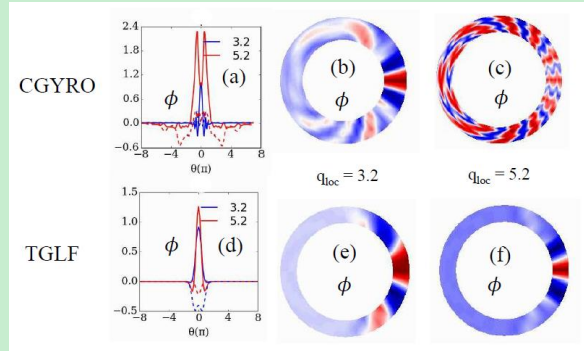 CGYRO
2.4
1.8
1.2
0.6
0.0
-0.6
3.2
5.2
(a)
ϕ
-8 -4 0 4 8
θ(π)
(b)
ϕ
(c)
ϕ
q_loc = 3.2
q_loc = 5.2
TGLF
1.5
1.0
0.5
0.0
-0.5
3.2
5.2
ϕ
(d)
-8 -4 0 4 8
θ(π)
(e)
ϕ
(f)
ϕ